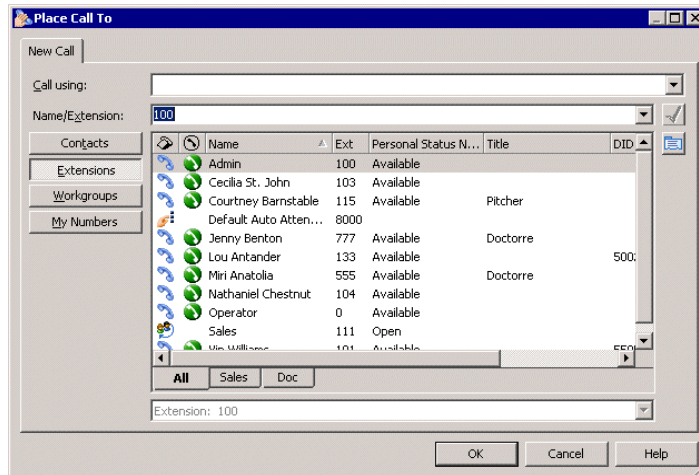 Place Call To
New Call
Call using:
Name/Extension: 100
Contacts
Extensions
Workgroups
My Numbers
Name Ext Personal Status N... Title DID
Admin 100 Available
Cecilia St. John 103 Available
Courtney Barnstable 115 Available Pitcher
Default Auto Atten... 8000
Jenny Benton 777 Available Doctorre
Lou Antander 133 Available
Miri Anatolia 555 Available Doctorre
Nathaniel Chestnut 104 Available
Operator 0 Available
Sales 111 Open
Williams 101 Available
All Sales Doc
Extension: 100
OK Cancel Help